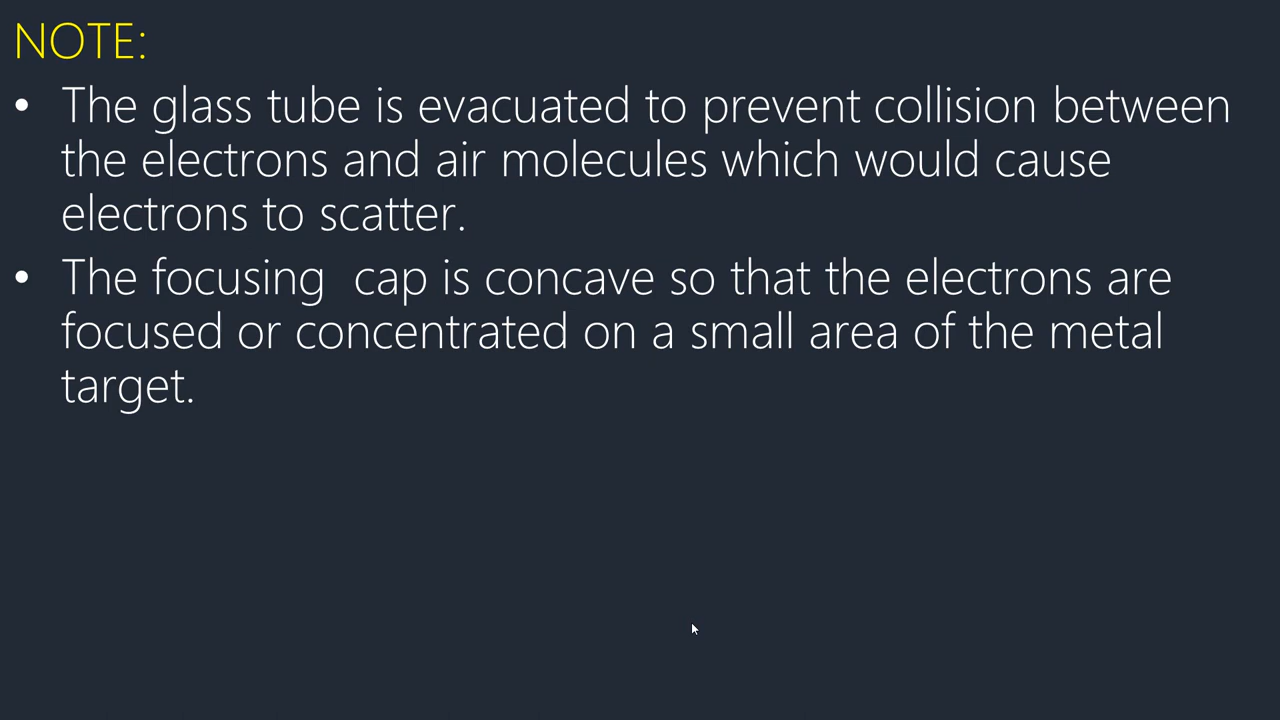 NOTE:
• The glass tube is evacuated to prevent collision between
the electrons and air molecules which would cause
electrons to scatter.
• The focusing  cap is concave so that the electrons are
focused or concentrated on a small area of the metal
target.